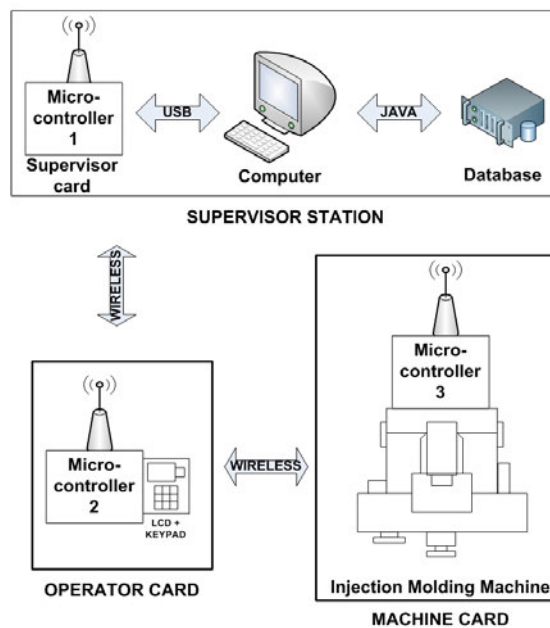 Micro-
controller
1
Supervisor
card
USB
Computer
JAVA
Database
SUPERVISOR STATION
WIRELESS
Micro-
controller
2
LCD +
KEYPAD
OPERATOR CARD
WIRELESS
Micro-
controller
3
Injection Molding Machine
MACHINE CARD